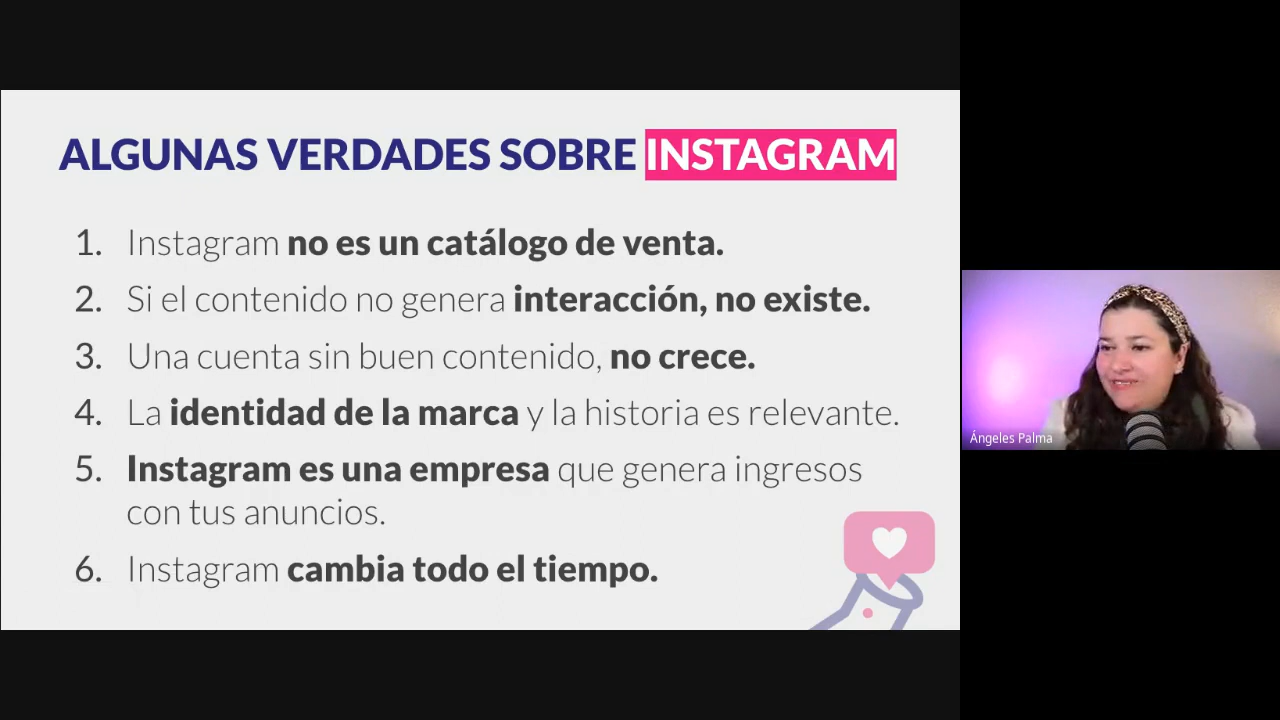 ALGUNAS VERDADES SOBRE INSTAGRAM
1. Instagram no es un catálogo de venta.
2. Si el contenido no genera interacción, no existe.
3. Una cuenta sin buen contenido, no crece.
4. La identidad de la marca y la historia es relevante.
5. Instagram es una empresa que genera ingresos
con tus anuncios.
6. Instagram cambia todo el tiempo.
Ángeles Palma